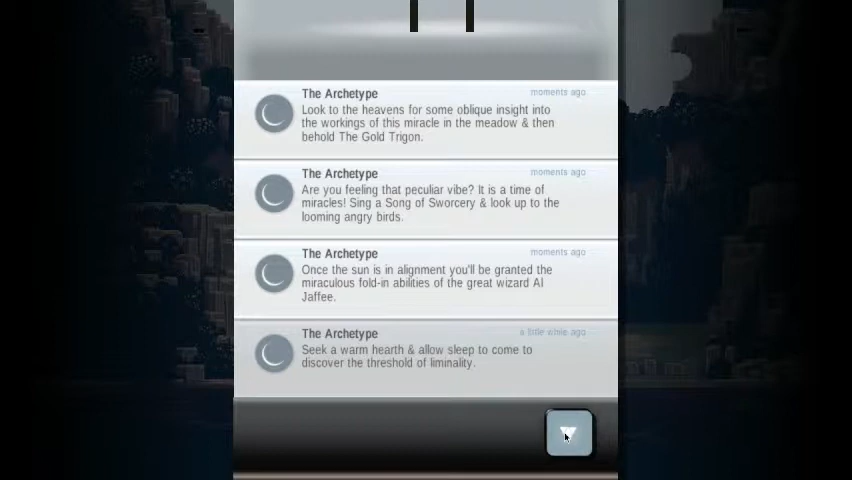 The Archetype
moments ago
Look to the heavens for some oblique insight into
the workings of this miracle in the meadow & then
behold The Gold Trigon.
The Archetype
moments ago
Are you feeling that peculiar vibe? It is a time of
miracles! Sing a Song of Sworcery & look up to the
looming angry birds.
The Archetype
moments ago
Once the sun is in alignment you'll be granted the
miraculous fold-in abilities of the great wizard Al
Jaffee.
The Archetype
a little while ago
Seek a warm hearth & allow sleep to come to
discover the threshold of liminality.